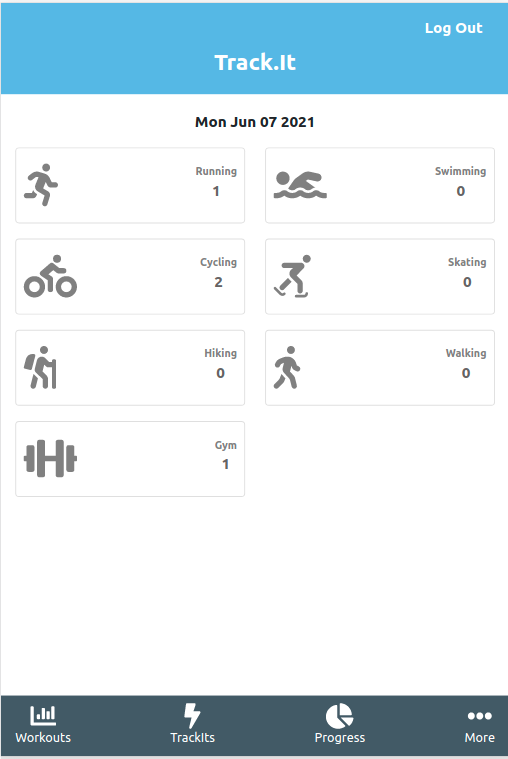 Log Out
Track.It
Mon Jun 07 2021
Running
1
Swimming
0
Cycling
2
Skating
0
Hiking
0
Walking
0
Gym
1
Workouts
TrackIts
Progress
More